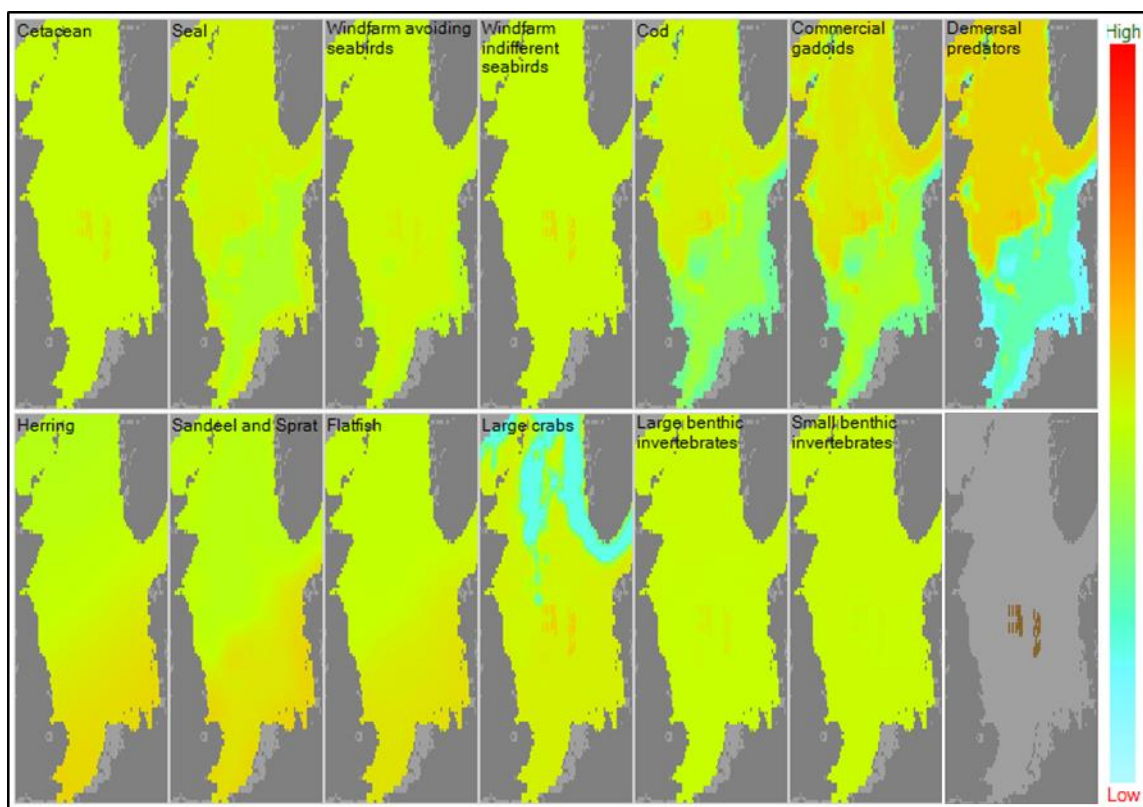 Cetacean
Seal
Windfarm avoiding
seabirds
Windfarm
indifferent
seabirds
Cod
Commercial
gadoids
Demersal
predators
High
Herring
Sandeel and Sprat
Flatfish
Large crabs
Large benthic
invertebrates
Small benthic
invertebrates
Low